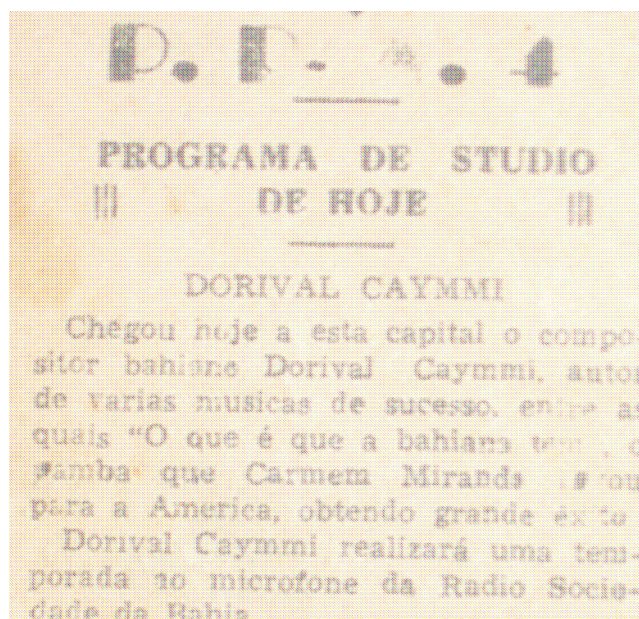 P. R. A. 4
PROGRAMA DE STUDIO
DE HOJE
DORIVAL CAYMMI
Chegou hoje a esta capital o compo-
sitor bahiano Dorival Caymmi, autor
de varias musicas de sucesso, entre as
quais “O que é que a bahiana tem
samba que Carmem Miranda
para a America, obtendo grande
Dorival Caymmi realizará uma tem-
porada ao microfone da Radio Socie-
dade da Bahia